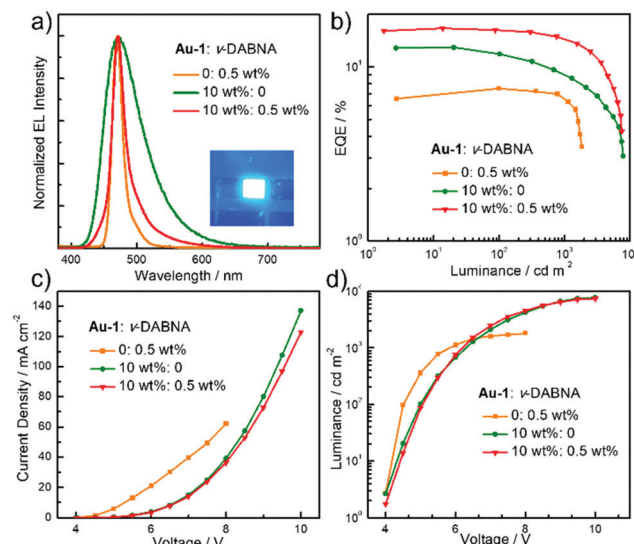 a)
Normalized EL Intensity
Au-1: ν-DABNA
0: 0.5 wt%
10 wt%: 0
10 wt%: 0.5 wt%
400
500
600
700
Wavelength / nm
b)
EQE / %
10¹
10⁰
Au-1: ν-DABNA
0: 0.5 wt%
10 wt%: 0
10 wt%: 0.5 wt%
10⁰
10¹
10²
10³
10⁴
Luminance / cd m²
c)
Current Density / mA cm⁻²
140
120
100
80
60
40
20
0
Au-1: ν-DABNA
0: 0.5 wt%
10 wt%: 0
10 wt%: 0.5 wt%
4
6
8
10
Voltage / V
d)
Luminance / cd m⁻²
10⁴
10³
10²
10¹
10⁰
Au-1: ν-DABNA
0: 0.5 wt%
10 wt%: 0
10 wt%: 0.5 wt%
4
6
8
10
Voltage / V